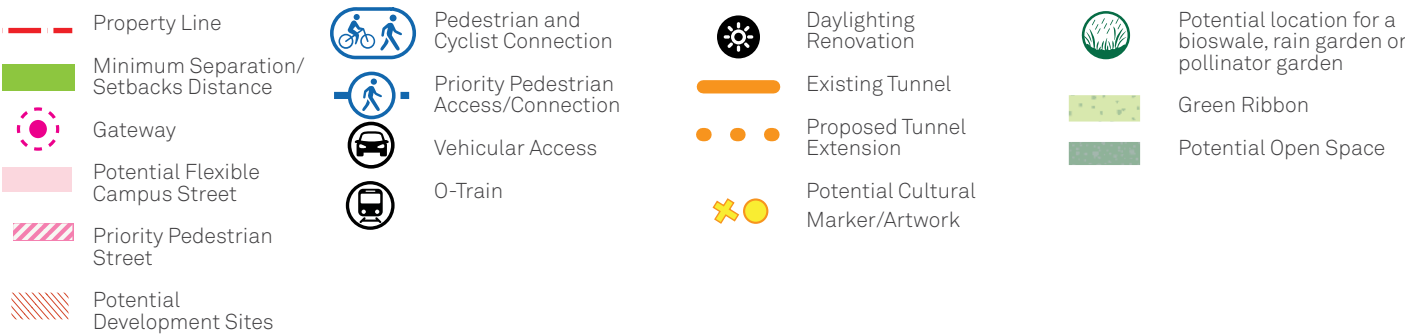 Property Line
Minimum Separation/
Setbacks Distance
Gateway
Potential Flexible
Campus Street
Priority Pedestrian
Street
Potential
Development Sites
Pedestrian and
Cyclist Connection
Priority Pedestrian
Access/Connection
Vehicular Access
O-Train
Daylighting
Renovation
Existing Tunnel
Proposed Tunnel
Extension
Potential Cultural
Marker/Artwork
Potential location for a
bioswale, rain garden or
pollinator garden
Green Ribbon
Potential Open Space